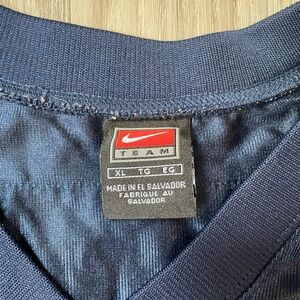 TEAM
XL TG EG
MADE IN EL SALVADOR
FABRIQUE AU
SALVADOR